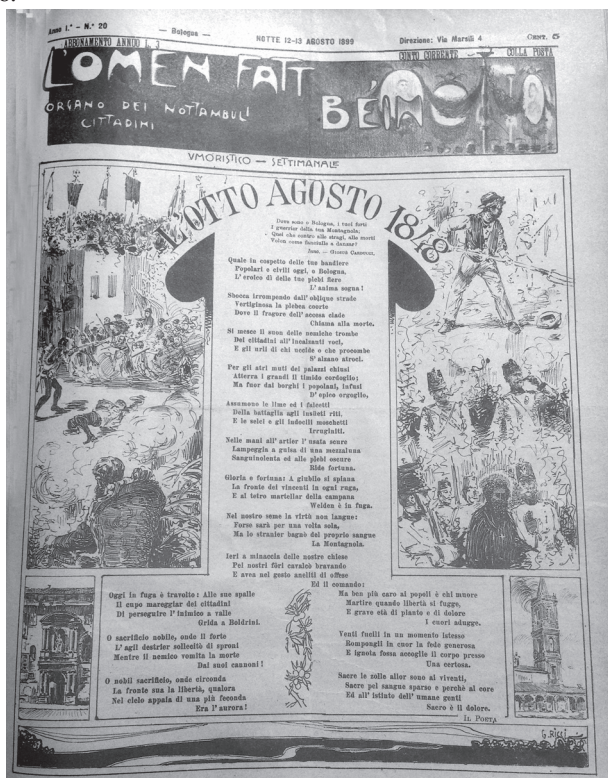 Anno I.° - N.° 20
— Bologna —
NOTTE 12-13 AGOSTO 1899
Direzione: Via Marsili 4
CENT. 5
ABBONAMENTO ANNUO L. 3
CONTO CORRENTE COLLA POSTA
L'OMEN FATT
BÉIN
ORGANO DEI NOTTAMBULI
CITTADINI
UMORISTICO — SETTIMANALE
L'OTTO AGOSTO 1848
Dove sono o Bologna, i tuoi forti
I guerrier della tua Montagnola;
Quei che contro alle stragi, alle morti
Volen come fanciulle a danzar?
Giosuè Carducci.
Quale in cospetto delle tue bandiere
Popolari e civili oggi, o Bologna,
L' eroico di delle tue plebi fiere
L' anima sogna!
Sbocca irrompendo dall' oblique strade
Vertiginosa la plebea coorte
Dove il fragore dell' accesa clade
Chiama alla morte.
Si mesce il suon delle nemiche trombe
Dei cittadini all' incalzanti voci,
E gli urli di chi uccide e che procombe
S' alzano atroci.
Per gli atri muti dei palazzi chiusi
Atterra i grandi il timido cordoglio;
Ma fuor dai borghi i popolani, infusi
D' epico orgoglio,
Assumono le lime ed i falcetti
Della battaglia agli insueti riti,
E le selci e gli indocili moschetti
Irruginiti.
Nelle mani all' artier l' usata scure
Lampeggia a guisa di una mezzaluna
Sanguinolenta ed alle plebi oscure
Ride fortuna.
Gloria e fortuna: A giubilo si spiana
La fronte dei vincenti in ogni ruga,
E al tetro martellar della campana
Welden è in fuga.
Nel nostro seme la virtù non langue:
Forse sarà per una volta sola,
Ma lo stranier bagnò del proprio sangue
La Montagnola.
Ieri a minaccia delle nostre chiese
Pei nostri fòri cavalcò bravando
E avea nel gesto aneliti di offese
Ed il comando:
Oggi in fuga è travolto: Alle sue spalle
Il cupo mareggiar dei cittadini
Di perseguire l' inimico a valle
Grida a Boldrini.
O sacrificio nobile, onde il forte
L' agil destrier sollecitò di sproni
Mentre il nemico vomita la morte
Dai suoi cannoni!
O nobil sacrificio, onde circonda
La fronte sua la libertà, qualora
Nel cielo appaia di una più feconda
Era l' aurora!
Ma ben più caro ai popoli è chi muore
Martire quando libertà si fugge,
E grave stà di pianto e di dolore
I cuori adugge.
Venti fucili in un momento istesso
Rompongli in cuor la fede generosa
E ignota fossa accoglie il corpo presso
Una certosa.
Sacre le zolle allor sono ai viventi,
Sacre pel sangue sparso e perchè al core
Ed all' istinto dell' umane genti
Sacro è il dolore.
IL POETA
G. RICCI